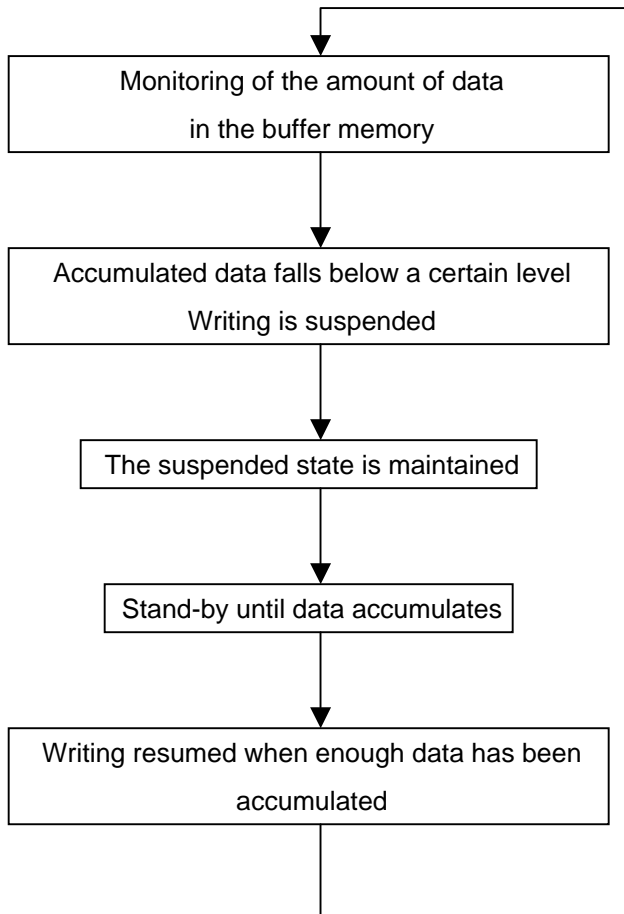 Monitoring of the amount of data
in the buffer memory
Accumulated data falls below a certain level
Writing is suspended
The suspended state is maintained
Stand-by until data accumulates
Writing resumed when enough data has been
accumulated